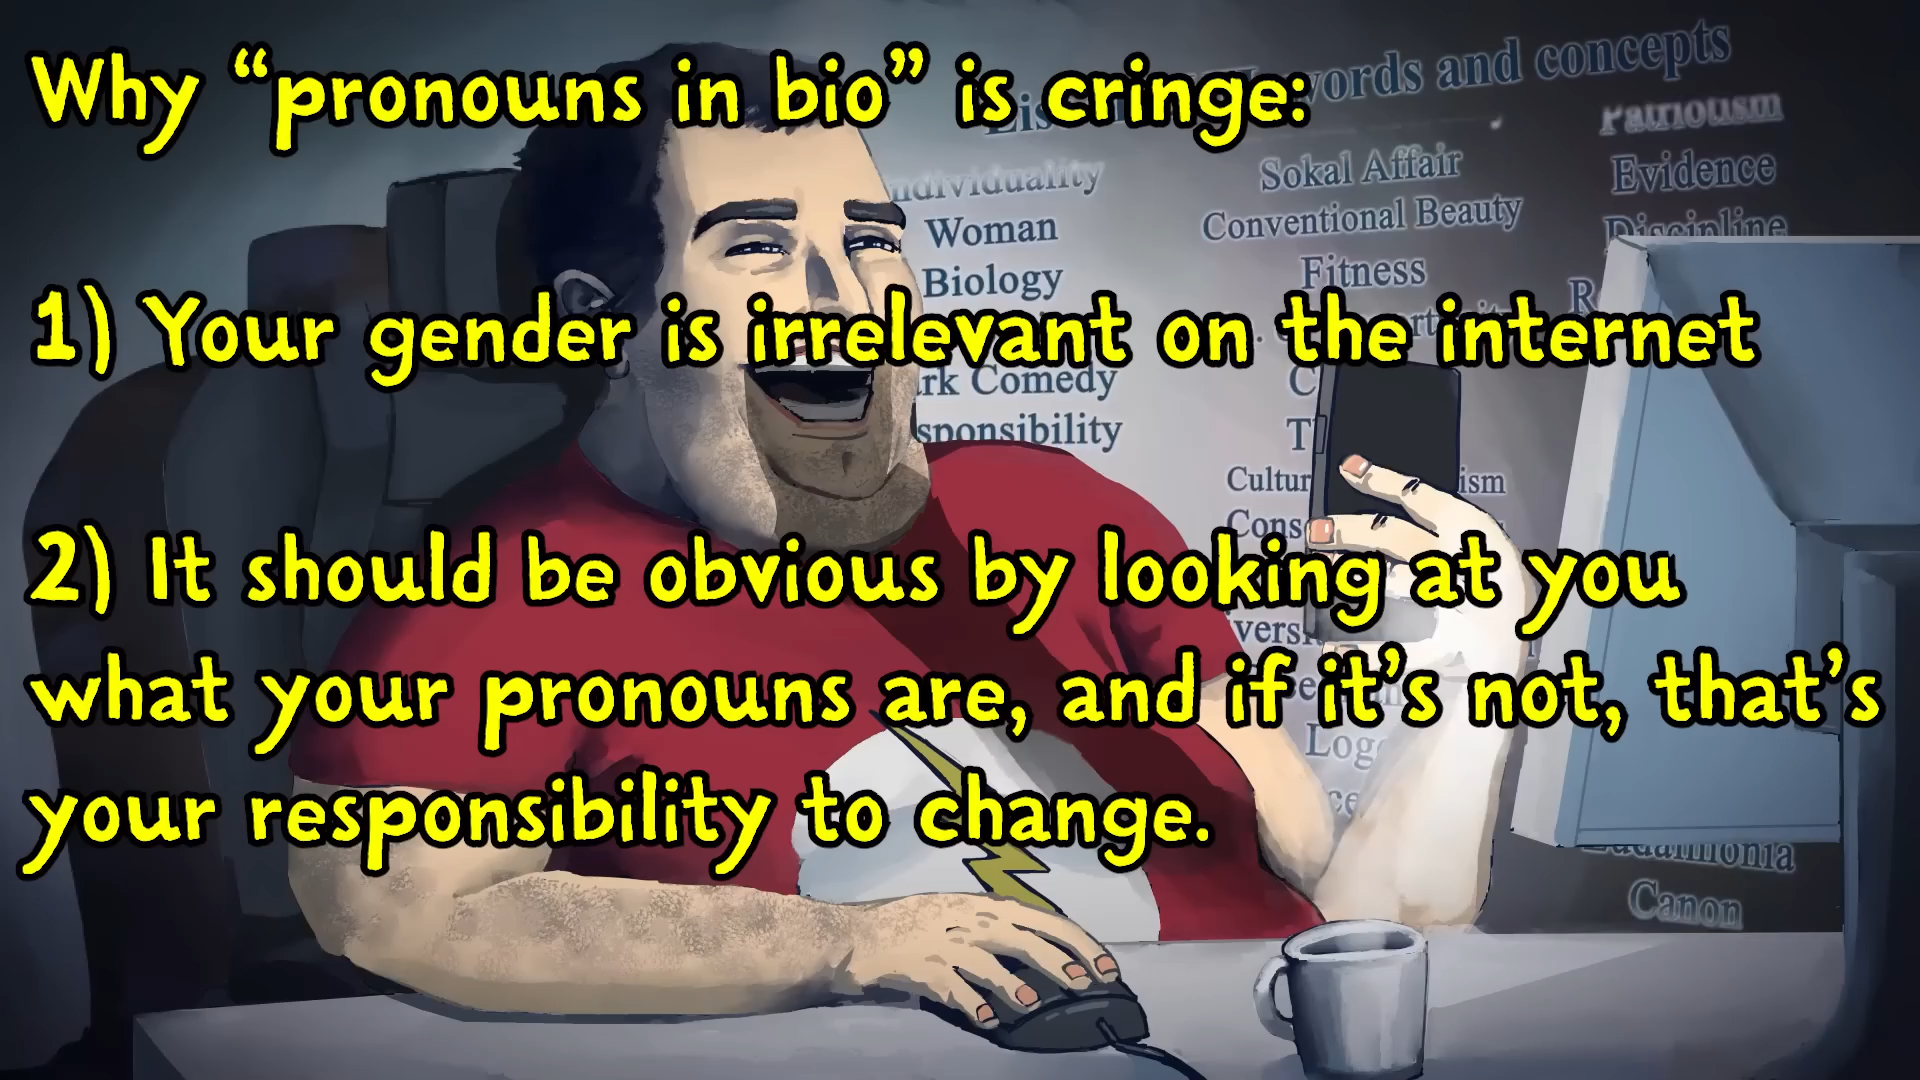 Why “pronouns in bio” is cringe:
1) Your gender is irrelevant on the internet
2) It should be obvious by looking at you
what your pronouns are, and if it’s not, that’s
your responsibility to change.
words and concepts
Woman
Biology
Comedy
Sokal Affair
Conventional Beauty
Fitness
Patriotism
Evidence
Discipline
Canon